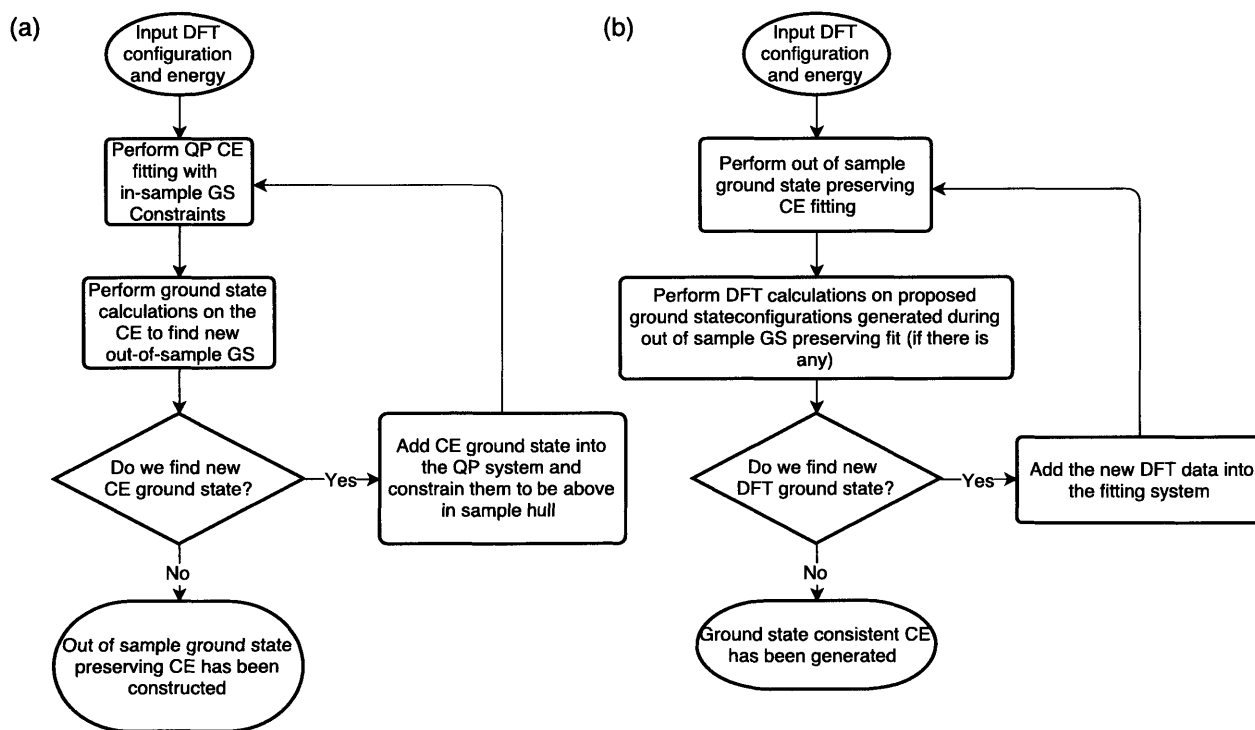 (a)
Input DFT
configuration
and energy
Perform QP CE
fitting with
in-sample GS
Constraints
Perform ground state
calculations on the
CE to find new
out-of-sample GS
Do we find new
CE ground state?
Yes
Add CE ground state into
the QP system and
constrain them to be above
in sample hull
No
Out of sample ground state
preserving CE has been
constructed
(b)
Input DFT
configuration
and energy
Perform out of sample
ground state preserving
CE fitting
Perform DFT calculations on proposed
ground stateconfigurations generated during
out of sample GS preserving fit (if there is
any)
Do we find new
DFT ground state?
Yes
Add the new DFT data into
the fitting system
No
Ground state consistent CE
has been generated